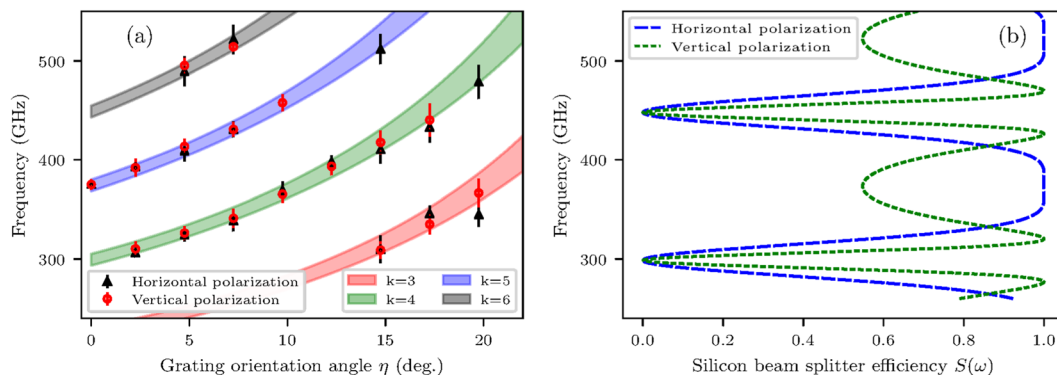 (a)
Frequency (GHz)
500
400
300
Horizontal polarization
Vertical polarization
k=3
k=4
k=5
k=6
0
5
10
15
20
Grating orientation angle η (deg.)
Horizontal polarization
Vertical polarization
(b)
Frequency (GHz)
500
400
300
0.0
0.2
0.4
0.6
0.8
1.0
Silicon beam splitter efficiency S(ω)